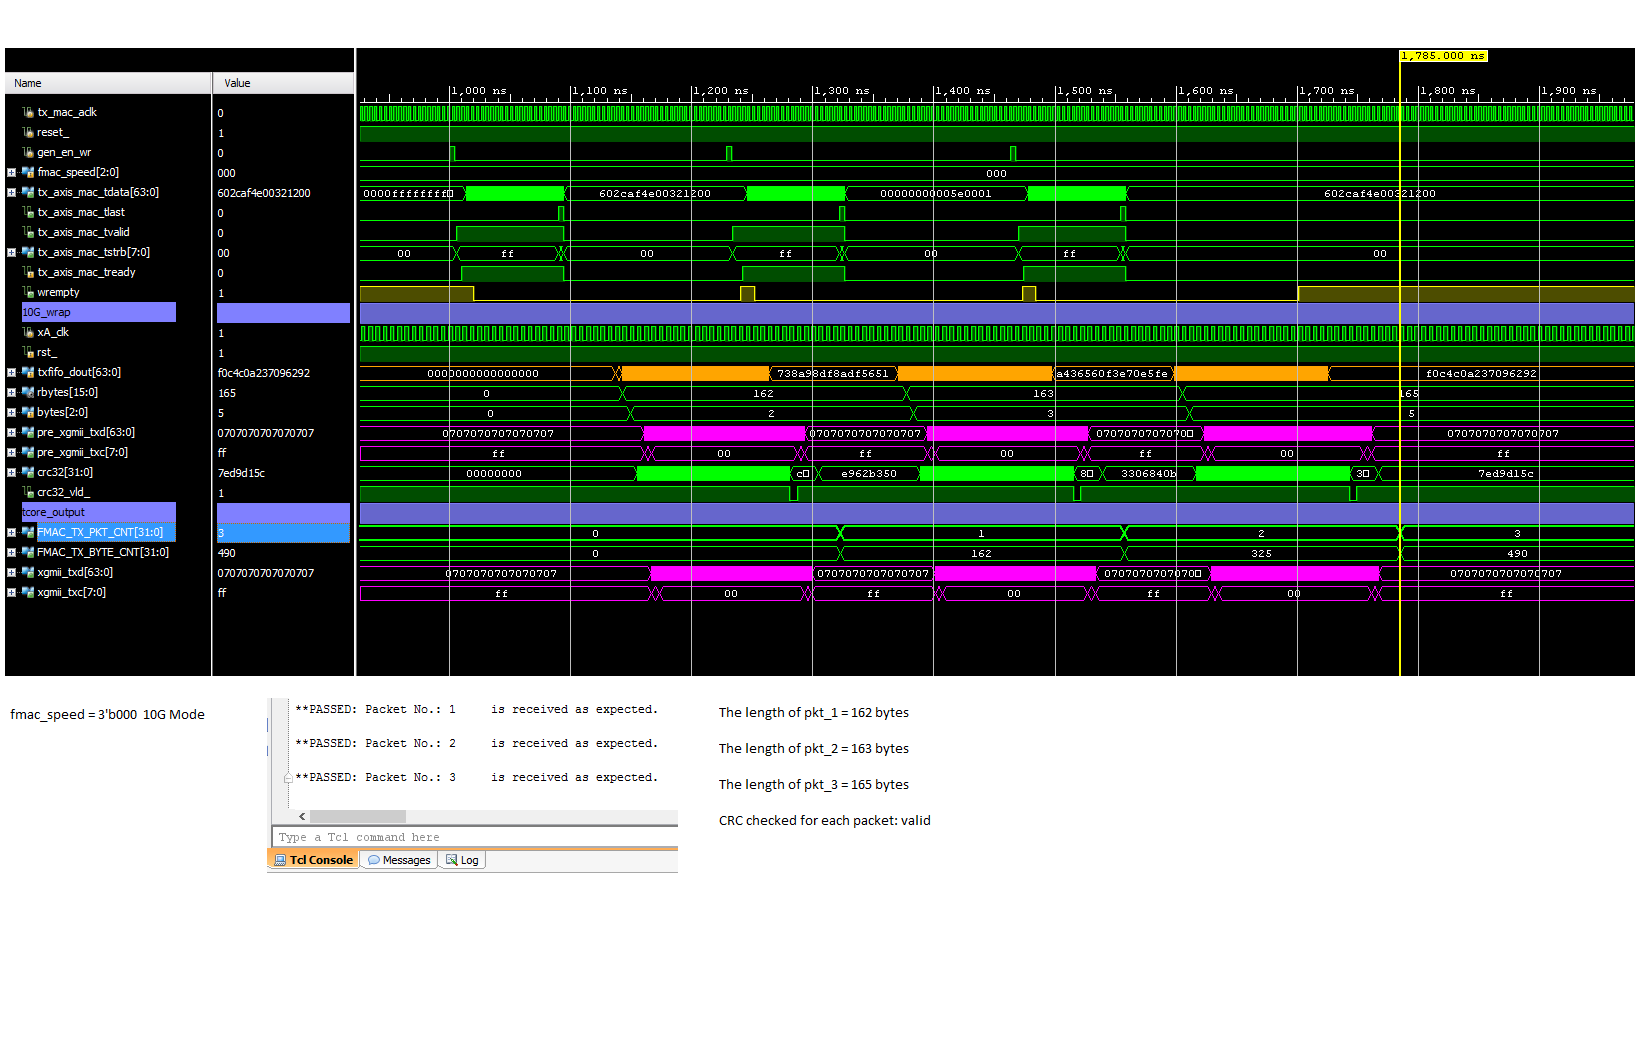 1,785.000 ns
Name Value
1,000 ns 1,100 ns 1,200 ns 1,300 ns 1,400 ns 1,500 ns 1,600 ns 1,700 ns 1,800 ns 1,900 ns
tx_mac_aclk 0
reset_ 1
gen_en_wr 0
fmac_speed[2:0] 000 000
tx_axis_mac_tdata[63:0] 602caf4e00321200 0000ffffffff 602caf4e00321200 00000000005e0001 602caf4e00321200
tx_axis_mac_tlast 0
tx_axis_mac_tvalid 0
tx_axis_mac_tstrb[7:0] 00 00 ff 00 ff 00 ff 00
tx_axis_mac_tready 0
wrempty 1
10G_wrap
xA_clk 1
rst_ 1
txfifo_dout[63:0] f0c4c0a237096292 0000000000000000 738a98df8adf5651 a436560f3e70e5fe f0c4c0a237096292
rbytes[15:0] 165 0 162 163 165
bytes[2:0] 5 0 2 3 5
pre_xgmii_txd[63:0] 0707070707070707 0707070707070707 0707070707070707 0707070707070 0707070707070707
pre_xgmii_txc[7:0] ff ff 00 ff 00 ff 00 ff
crc32[31:0] 7ed9d15c 00000000 c e962b350 8 3306840b 3 7ed9d15c
crc32_vld_ 1
tcore_output
FMAC_TX_PKT_CNT[31:0] 3 0 1 2 3
FMAC_TX_BYTE_CNT[31:0] 490 0 162 325 490
xgmii_txd[63:0] 0707070707070707 0707070707070707 0707070707070707 0707070707070 0707070707070707
xgmii_txc[7:0] ff ff 00 ff 00 ff 00 ff
fmac_speed = 3'b000 10G Mode
**PASSED: Packet No.: 1 is received as expected.
**PASSED: Packet No.: 2 is received as expected.
**PASSED: Packet No.: 3 is received as expected.
Type a Tcl command here
Tcl Console Messages Log
The length of pkt_1 = 162 bytes
The length of pkt_2 = 163 bytes
The length of pkt_3 = 165 bytes
CRC checked for each packet: valid